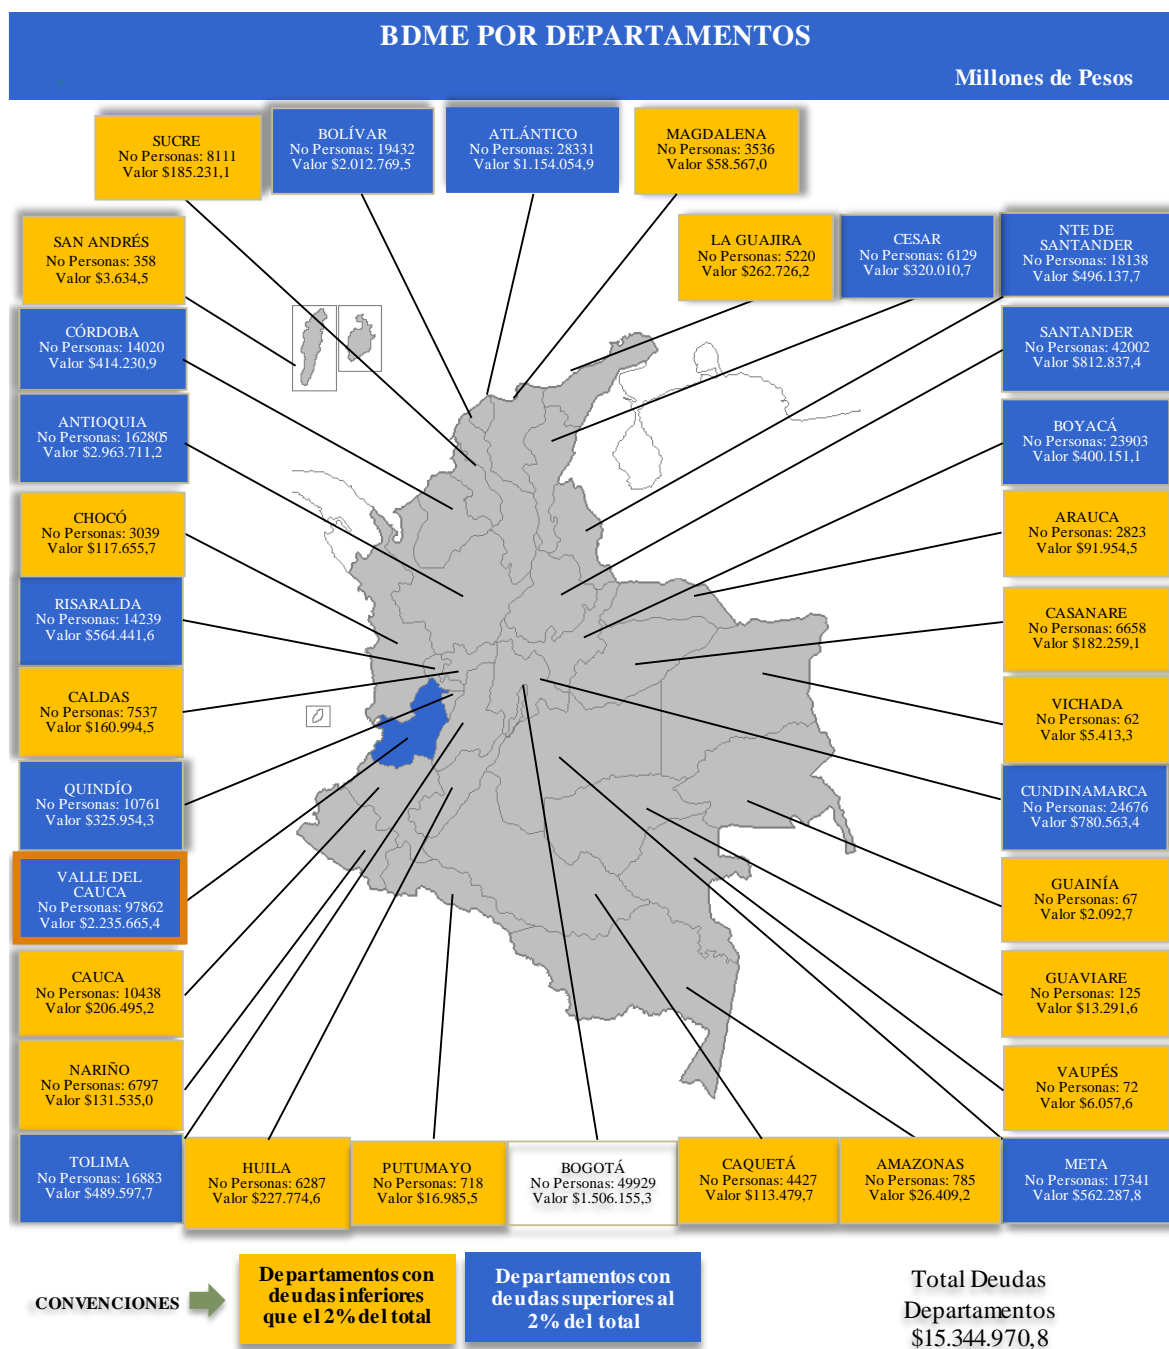 BDME POR DEPARTAMENTOS
Millones de Pesos
SUCRE
No Personas: 8111
Valor $185.231,1
BOLÍVAR
No Personas: 19432
Valor $2.012.769,5
ATLÁNTICO
No Personas: 28331
Valor $1.154.054,9
MAGDALENA
No Personas: 3536
Valor $58.567,0
SAN ANDRÉS
No Personas: 358
Valor $3.634,5
LA GUAJIRA
No Personas: 5220
Valor $262.726,2
CESAR
No Personas: 6129
Valor $320.010,7
NTE DE
SANTANDER
No Personas: 18138
Valor $496.137,7
CÓRDOBA
No Personas: 14020
Valor $414.230,9
SANTANDER
No Personas: 42002
Valor $812.837,4
ANTIOQUIA
No Personas: 162805
Valor $2.963.711,2
BOYACÁ
No Personas: 23903
Valor $400.151,1
CHOCÓ
No Personas: 3039
Valor $117.655,7
ARAUCA
No Personas: 2823
Valor $91.954,5
RISARALDA
No Personas: 14239
Valor $564.441,6
CASANARE
No Personas: 6658
Valor $182.259,1
CALDAS
No Personas: 7537
Valor $160.994,5
VICHADA
No Personas: 62
Valor $5.413,3
QUINDÍO
No Personas: 10761
Valor $325.954,3
CUNDINAMARCA
No Personas: 24676
Valor $780.563,4
VALLE DEL
CAUCA
No Personas: 97862
Valor $2.235.665,4
GUAINÍA
No Personas: 67
Valor $2.092,7
CAUCA
No Personas: 10438
Valor $206.495,2
GUAVIARE
No Personas: 125
Valor $13.291,6
NARIÑO
No Personas: 6797
Valor $131.535,0
VAUPÉS
No Personas: 72
Valor $6.057,6
TOLIMA
No Personas: 16883
Valor $489.597,7
HUILA
No Personas: 6287
Valor $227.774,6
PUTUMAYO
No Personas: 718
Valor $16.985,5
BOGOTÁ
No Personas: 49929
Valor $1.506.155,3
CAQUETÁ
No Personas: 4427
Valor $113.479,7
AMAZONAS
No Personas: 785
Valor $26.409,2
META
No Personas: 17341
Valor $562.287,8
CONVENCIONES
Departamentos con
deudas inferiores
que el 2% del total
Departamentos con
deudas superiores al
2% del total
Total Deudas
Departamentos
$15.344.970,8